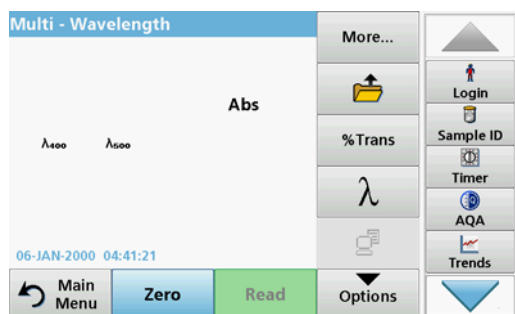 Multi - Wavelength
More...
Login
Abs
Sample ID
%Trans
λ₄₀₀ λ₅₀₀
Timer
λ
AQA
06-JAN-2000 04:41:21
Trends
Main
Menu
Zero
Read
Options